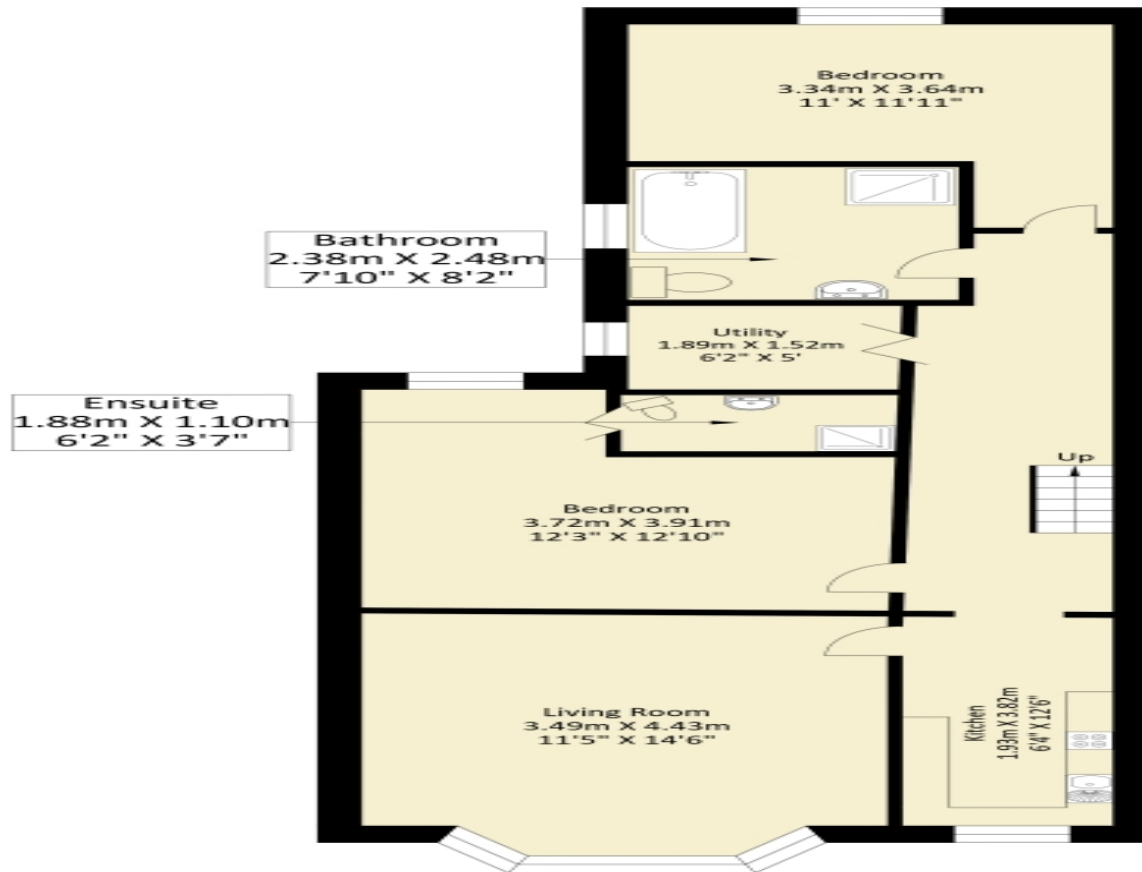 Bedroom
3.34m X 3.64m
11' X 11'11"
Bathroom
2.38m X 2.48m
7'10" X 8'2"
Utility
1.89m X 1.52m
6'2" X 5'
Ensuite
1.88m X 1.10m
6'2" X 3'7"
Up
Bedroom
3.72m X 3.91m
12'3" X 12'10"
Living Room
3.49m X 4.43m
11'5" X 14'6"
Kitchen
1.93m X 3.82m
6'4" X 12'6"